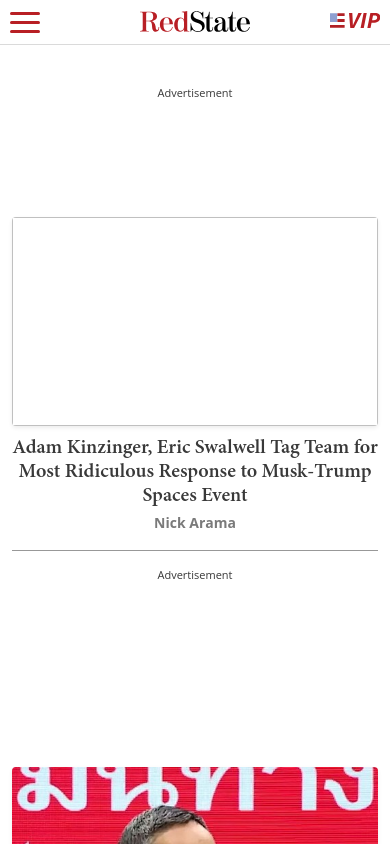 RedState
VIP
Advertisement
Adam Kinzinger, Eric Swalwell Tag Team for
Most Ridiculous Response to Musk-Trump
Spaces Event
Nick Arama
Advertisement